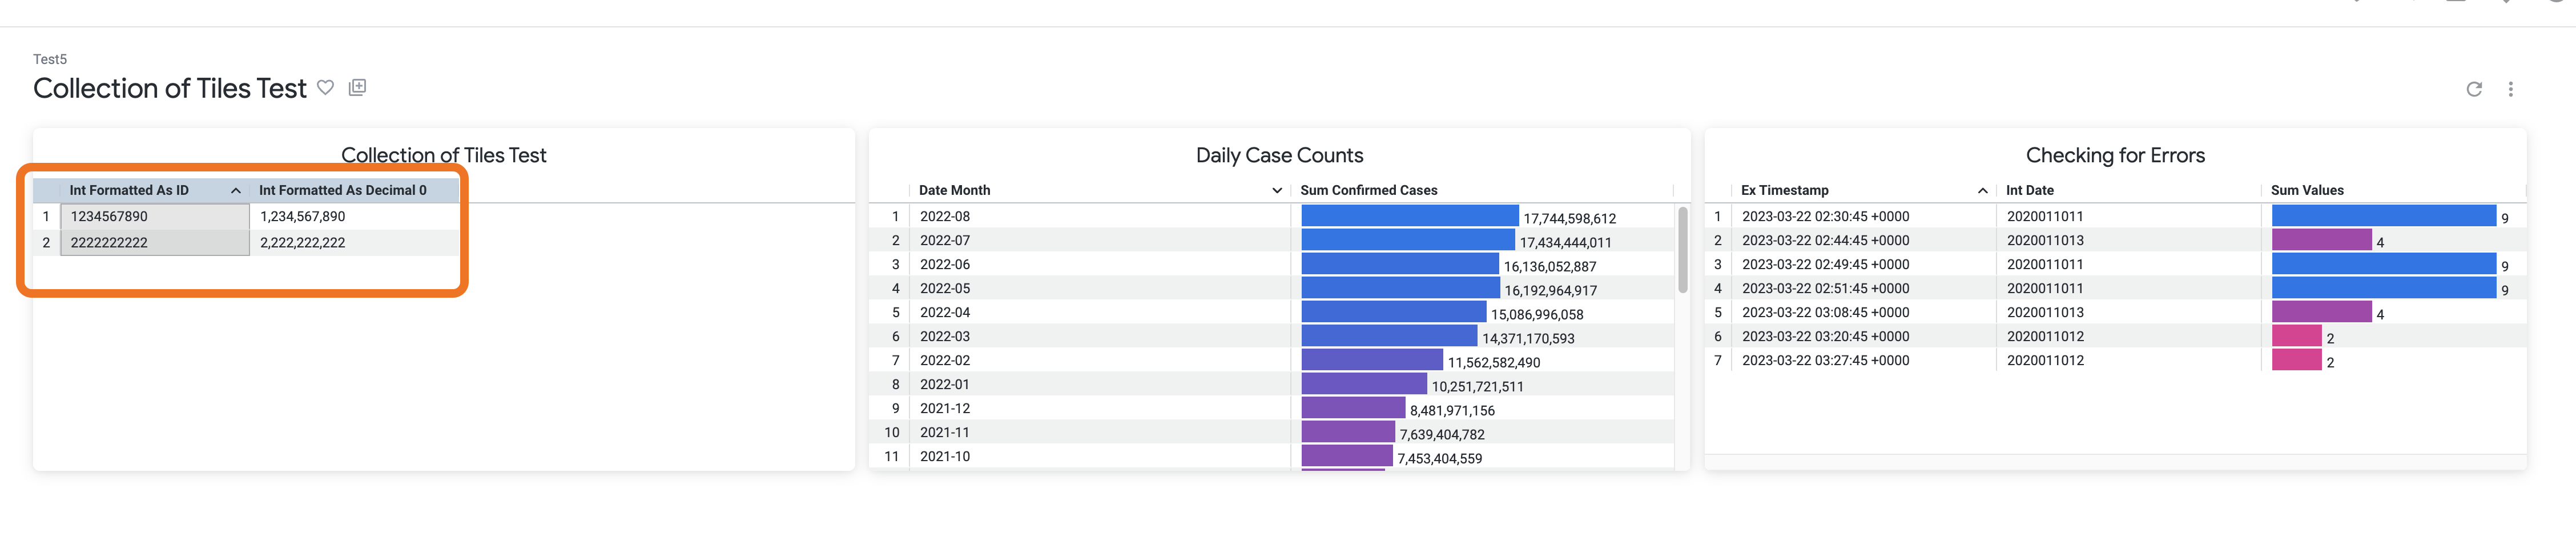 Test5
Collection of Tiles Test
Collection of Tiles Test
Int Formatted As ID Int Formatted As Decimal 0
1 1234567890 1,234,567,890
2 2222222222 2,222,222,222
Daily Case Counts
Date Month Sum Confirmed Cases
1 2022-08 17,744,598,612
2 2022-07 17,434,444,011
3 2022-06 16,136,052,887
4 2022-05 16,192,964,917
5 2022-04 15,086,996,058
6 2022-03 14,371,170,593
7 2022-02 11,562,582,490
8 2022-01 10,251,721,511
9 2021-12 8,481,971,156
10 2021-11 7,639,404,782
11 2021-10 7,453,404,559
Checking for Errors
Ex Timestamp Int Date Sum Values
1 2023-03-22 02:30:45 +0000 2020011011 9
2 2023-03-22 02:44:45 +0000 2020011013 4
3 2023-03-22 02:49:45 +0000 2020011011 9
4 2023-03-22 02:51:45 +0000 2020011011 9
5 2023-03-22 03:08:45 +0000 2020011013 4
6 2023-03-22 03:20:45 +0000 2020011012 2
7 2023-03-22 03:27:45 +0000 2020011012 2